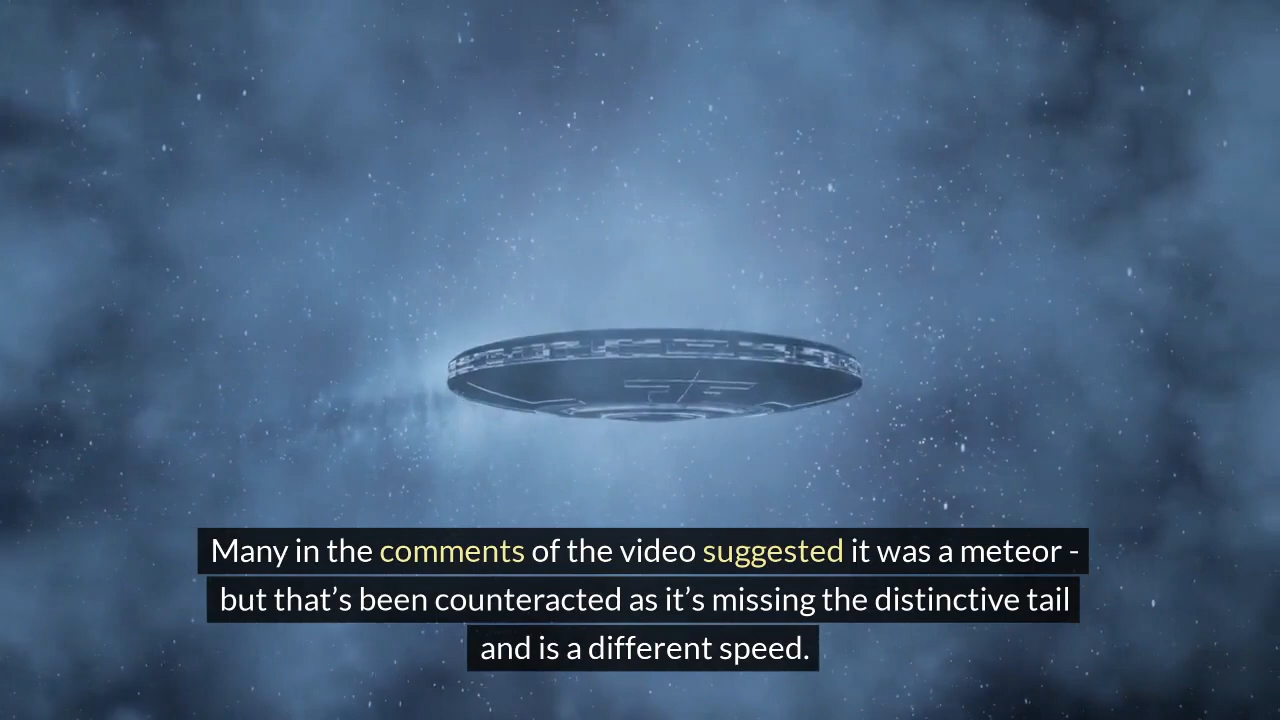 Many in the comments of the video suggested it was a meteor -
but that’s been counteracted as it’s missing the distinctive tail
and is a different speed.